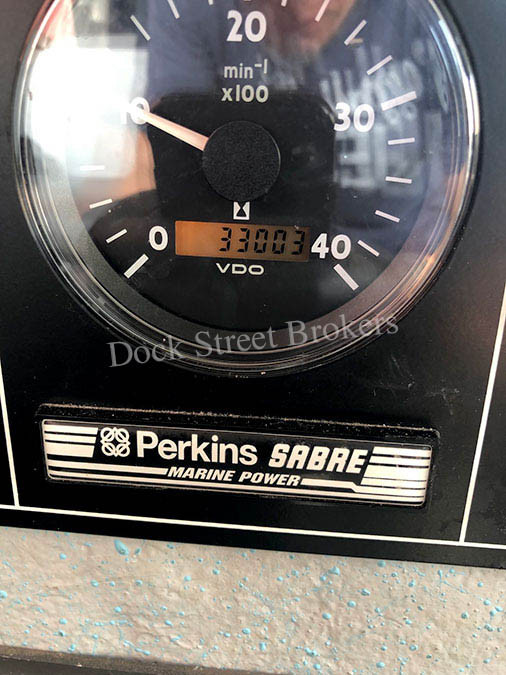 20
min-1
x100
10
30
0
33003
40
VDO
Dock Street Brokers
Perkins SABRE
MARINE POWER